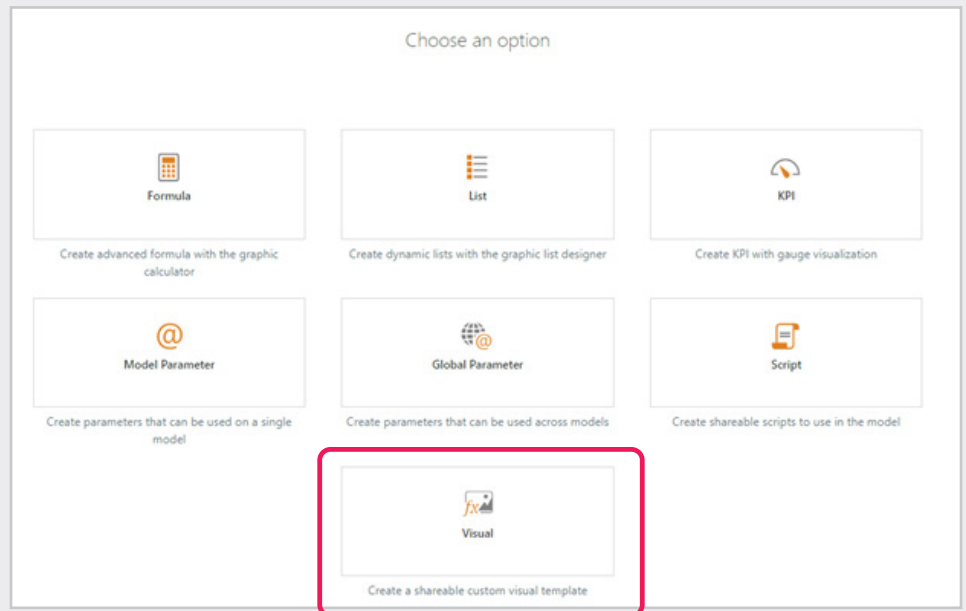 Choose an option
Formula
List
KPI
Create advanced formula with the graphic
calculator
Create dynamic lists with the graphic list designer
Create KPI with gauge visualization
@
Model Parameter
@
Global Parameter
Script
Create parameters that can be used on a single
model
Create parameters that can be used across models
Create shareable scripts to use in the model
fx
Visual
Create a shareable custom visual template